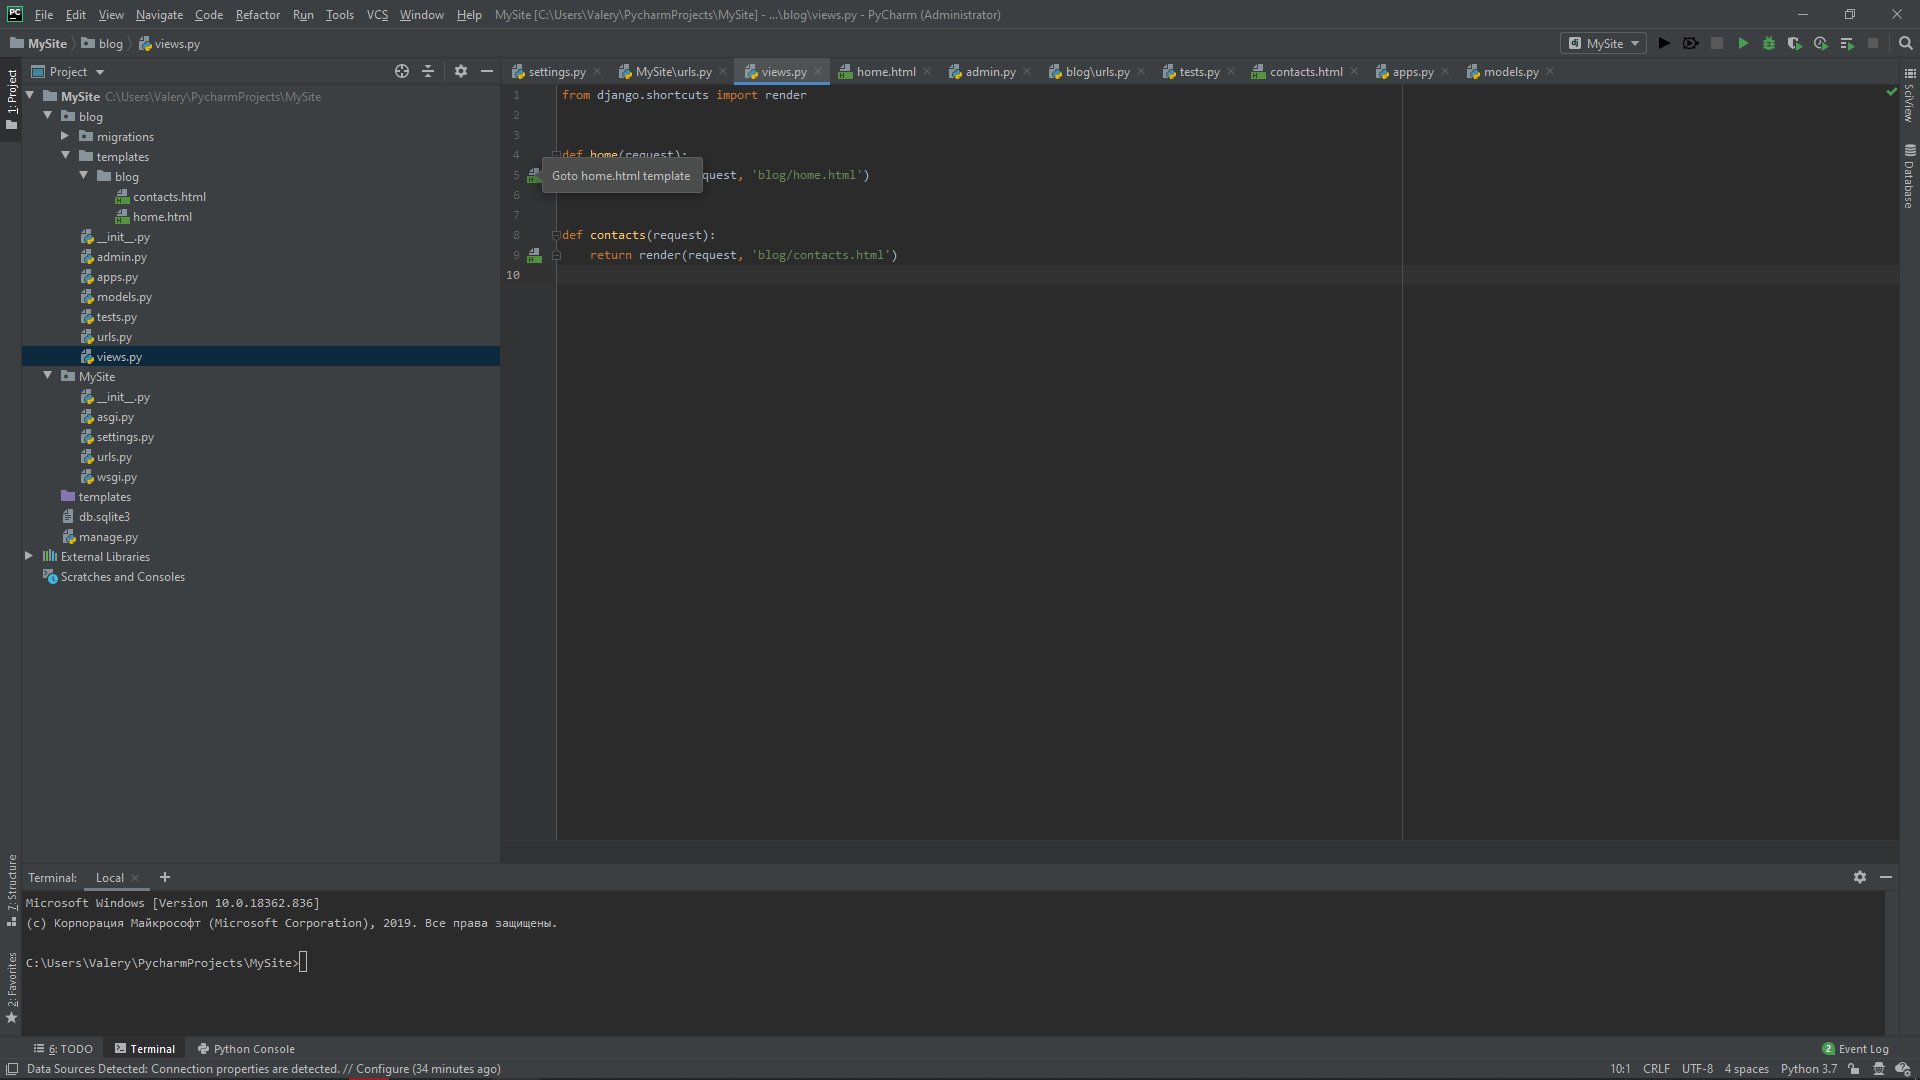 PC File Edit View Navigate Code Refactor Run Tools VCS Window Help MySite [C:\Users\Valery\PycharmProjects\MySite] - ...\blog\views.py - PyCharm (Administrator)
MySite blog views.py
dj MySite
1: Project
Project
settings.py MySite\urls.py views.py home.html admin.py blog\urls.py tests.py contacts.html apps.py models.py
MySite C:\Users\Valery\PycharmProjects\MySite
blog
migrations
templates
blog
contacts.html
home.html
__init__.py
admin.py
apps.py
models.py
tests.py
urls.py
views.py
MySite
__init__.py
asgi.py
settings.py
urls.py
wsgi.py
templates
db.sqlite3
manage.py
External Libraries
Scratches and Consoles
1 from django.shortcuts import render
2
3
4 def home(request):
5 quest, 'blog/home.html')
Goto home.html template
6
7
8 def contacts(request):
9 return render(request, 'blog/contacts.html')
10
SciView
Database
7: Structure
2: Favorites
Terminal: Local +
Microsoft Windows [Version 10.0.18362.836]
(c) Корпорация Майкрософт (Microsoft Corporation), 2019. Все права защищены.
C:\Users\Valery\PycharmProjects\MySite>
6: TODO Terminal Python Console
2 Event Log
Data Sources Detected: Connection properties are detected. // Configure (34 minutes ago)
10:1 CRLF UTF-8 4 spaces Python 3.7